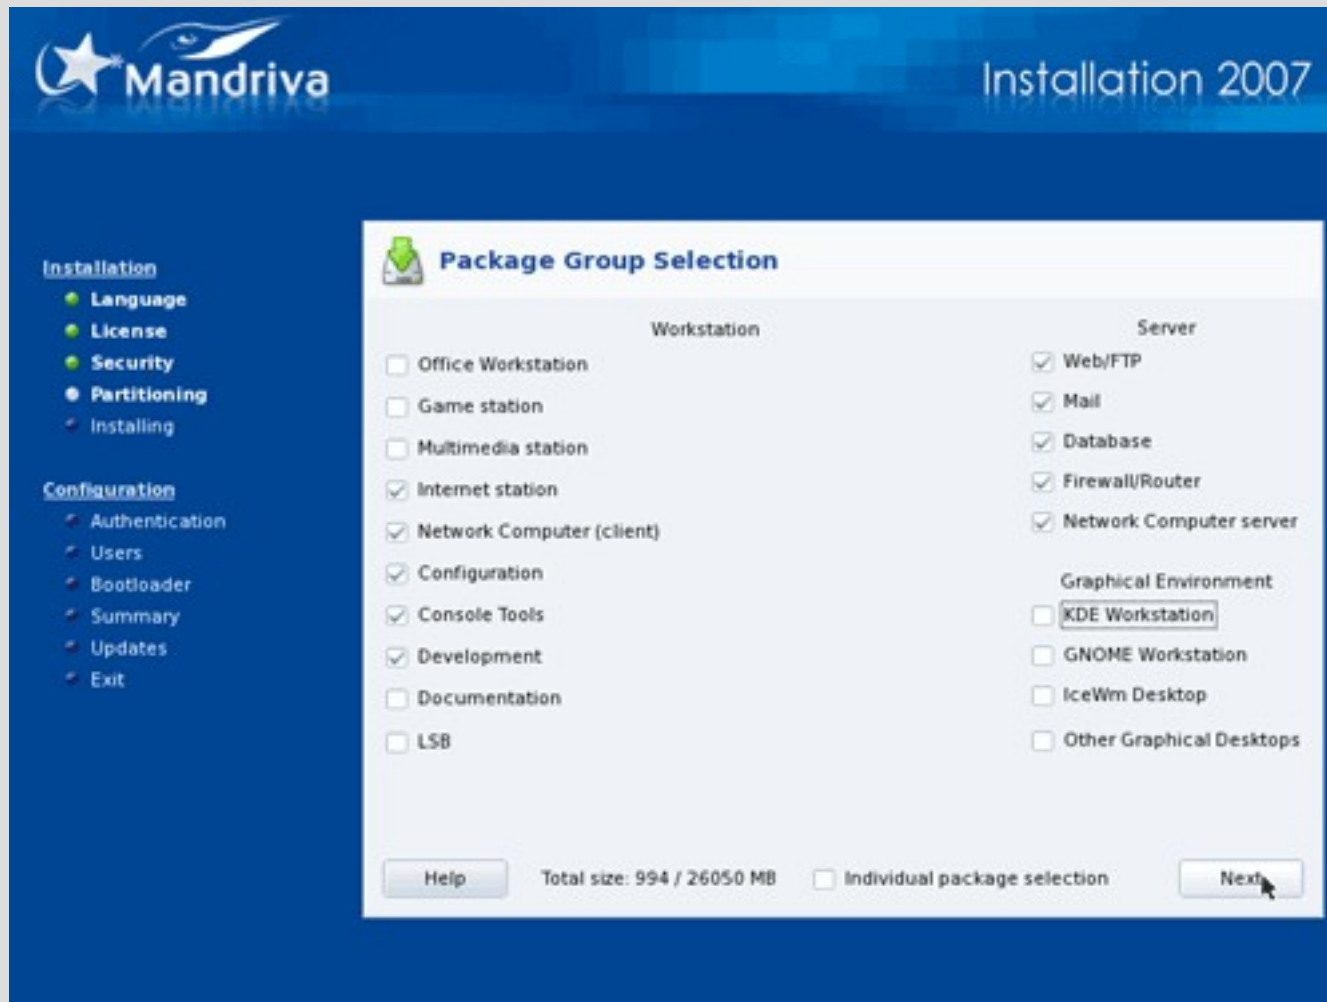 Mandriva
Installation 2007
Installation
Language
License
Security
Partitioning
Installing
Configuration
Authentication
Users
Bootloader
Summary
Updates
Exit
Package Group Selection
Workstation
Office Workstation
Game station
Multimedia station
Internet station
Network Computer (client)
Configuration
Console Tools
Development
Documentation
LSB
Server
Web/FTP
Mail
Database
Firewall/Router
Network Computer server
Graphical Environment
KDE Workstation
GNOME Workstation
IceWm Desktop
Other Graphical Desktops
Help
Total size: 994 / 26050 MB
Individual package selection
Next